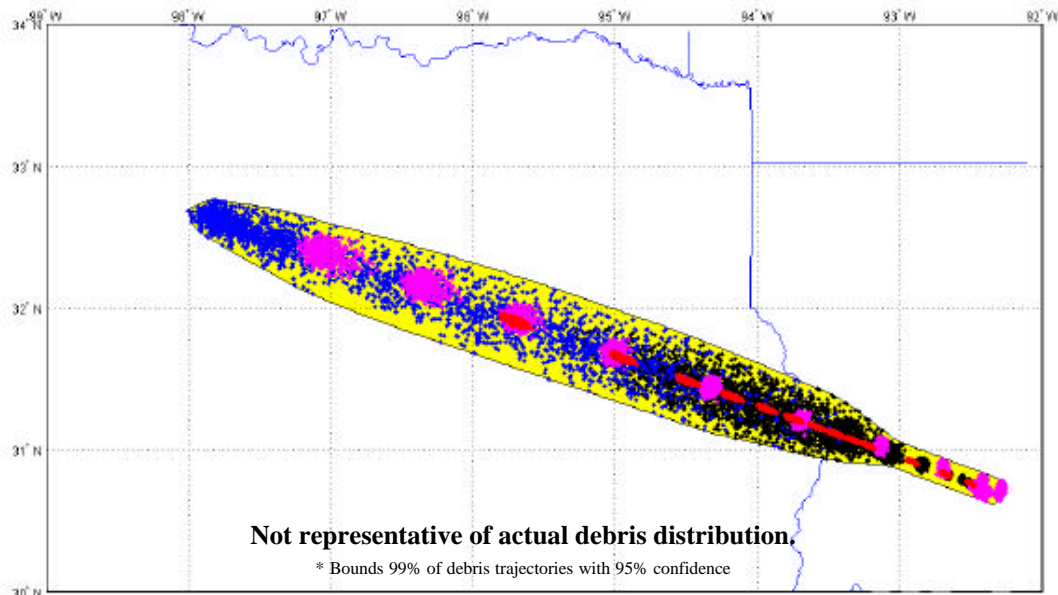 99°W 98°W 97°W 96°W 95°W 94°W 93°W 92°W
34°N
33°N
32°N
31°N
Not representative of actual debris distribution.
* Bounds 99% of debris trajectories with 95% confidence
30°N